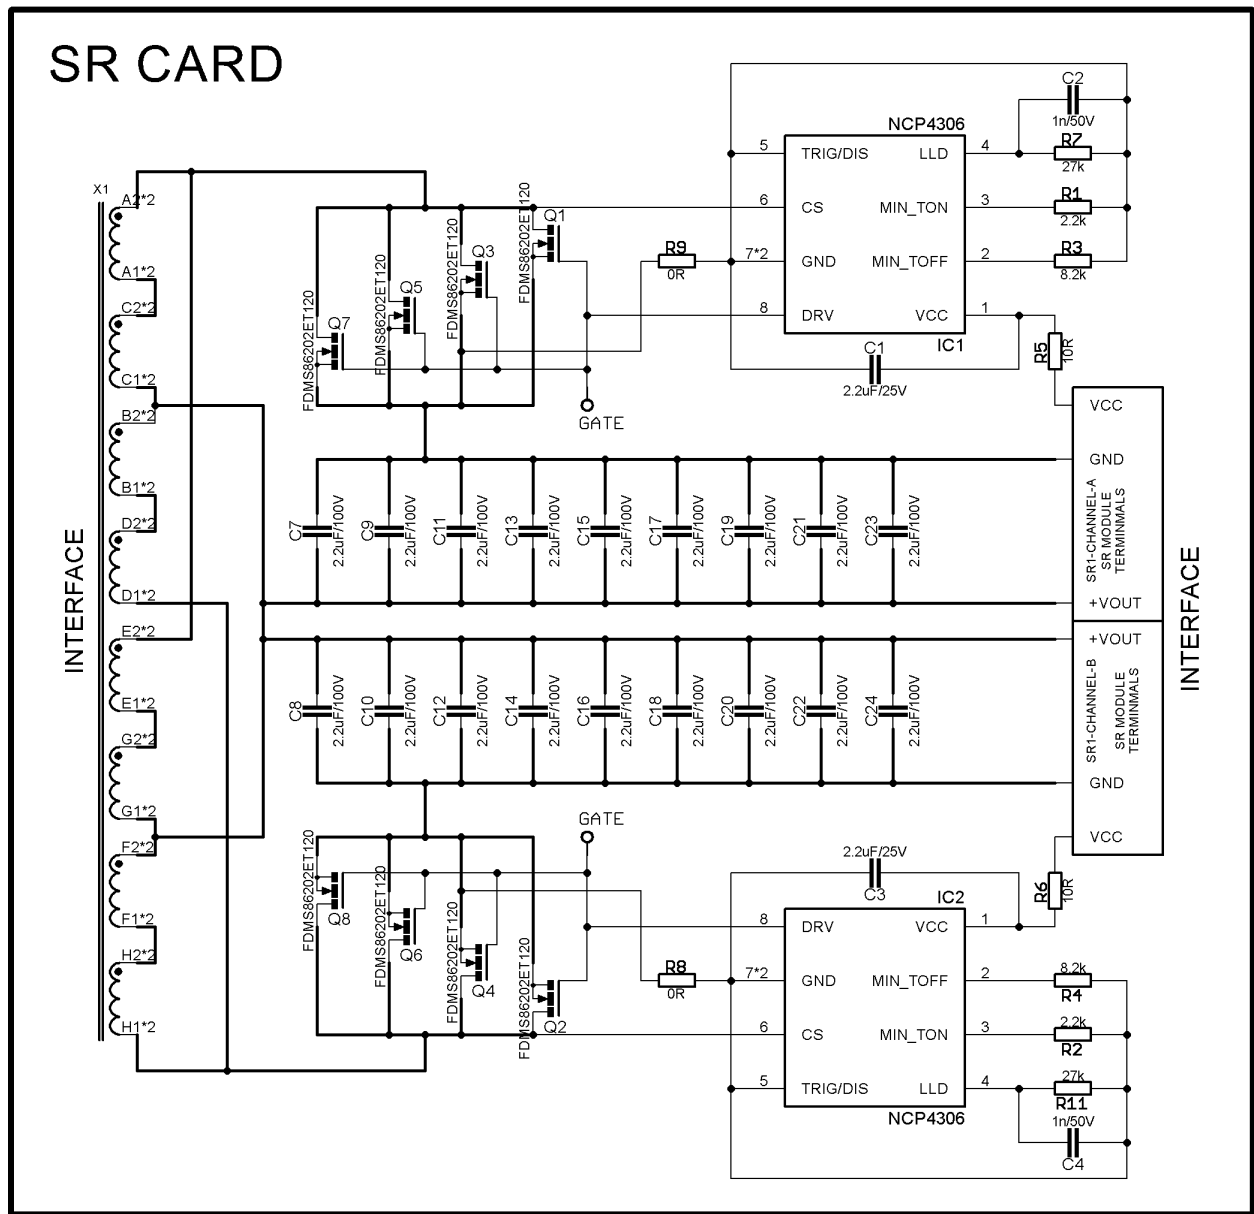 SR CARD
C2
1n/50V
NCP4306
5 TRIG/DIS LLD 4
R7
27k
6 CS MIN_TON 3
R1
2.2k
7*2 GND MIN_TOFF 2
R3
8.2k
8 DRV VCC 1
IC1
R9
0R
C1
2.2uF/25V
R5
10R
X1
A2*2
A1*2
C2*2
C1*2
B2*2
B1*2
D2*2
D1*2
E2*2
E1*2
G2*2
G1*2
F2*2
F1*2
H2*2
H1*2
INTERFACE
Q1
FDMS86202ET120
Q3
FDMS86202ET120
Q5
FDMS86202ET120
Q7
FDMS86202ET120
GATE
VCC
GND
SR1-CHANNEL-A
SR MODULE
TERMINMALS
+VOUT
+VOUT
SR1-CHANNEL-B
SR MODULE
TERMINMALS
GND
VCC
INTERFACE
C7
2.2uF/100V
C9
2.2uF/100V
C11
2.2uF/100V
C13
2.2uF/100V
C15
2.2uF/100V
C17
2.2uF/100V
C19
2.2uF/100V
C21
2.2uF/100V
C23
2.2uF/100V
C8
2.2uF/100V
C10
2.2uF/100V
C12
2.2uF/100V
C14
2.2uF/100V
C16
2.2uF/100V
C18
2.2uF/100V
C20
2.2uF/100V
C22
2.2uF/100V
C24
2.2uF/100V
GATE
FDMS86202ET120
Q8
FDMS86202ET120
Q6
FDMS86202ET120
Q4
FDMS86202ET120
Q2
2.2uF/25V
C3
R6
10R
R8
0R
IC2
8 DRV VCC 1
7*2 GND MIN_TOFF 2
8.2k
R4
6 CS MIN_TON 3
2.2k
R2
5 TRIG/DIS LLD 4
27k
R11
NCP4306
1n/50V
C4